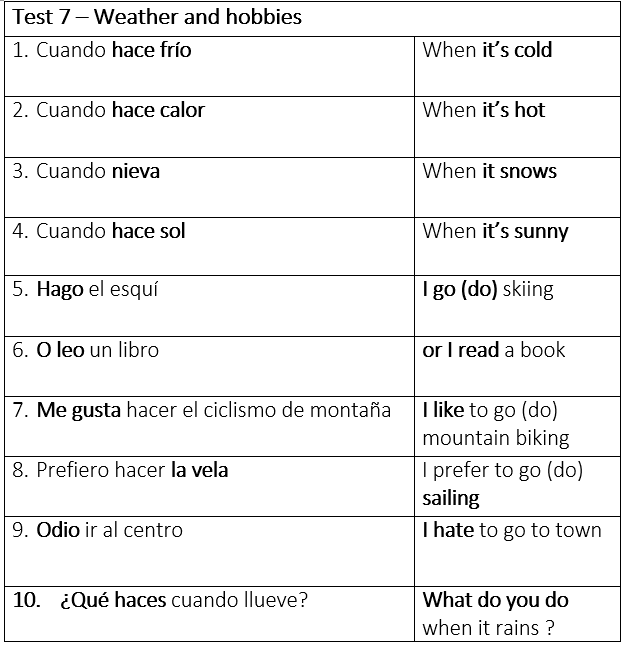 Test 7 – Weather and hobbies
1. Cuando hace frío
When it's cold
2. Cuando hace calor
When it's hot
3. Cuando nieva
When it snows
4. Cuando hace sol
When it's sunny
5. Hago el esquí
I go (do) skiing
6. O leo un libro
or I read a book
7. Me gusta hacer el ciclismo de montaña
I like to go (do)
mountain biking
8. Prefiero hacer la vela
I prefer to go (do)
sailing
9. Odio ir al centro
I hate to go to town
10. ¿Qué haces cuando llueve?
What do you do
when it rains ?